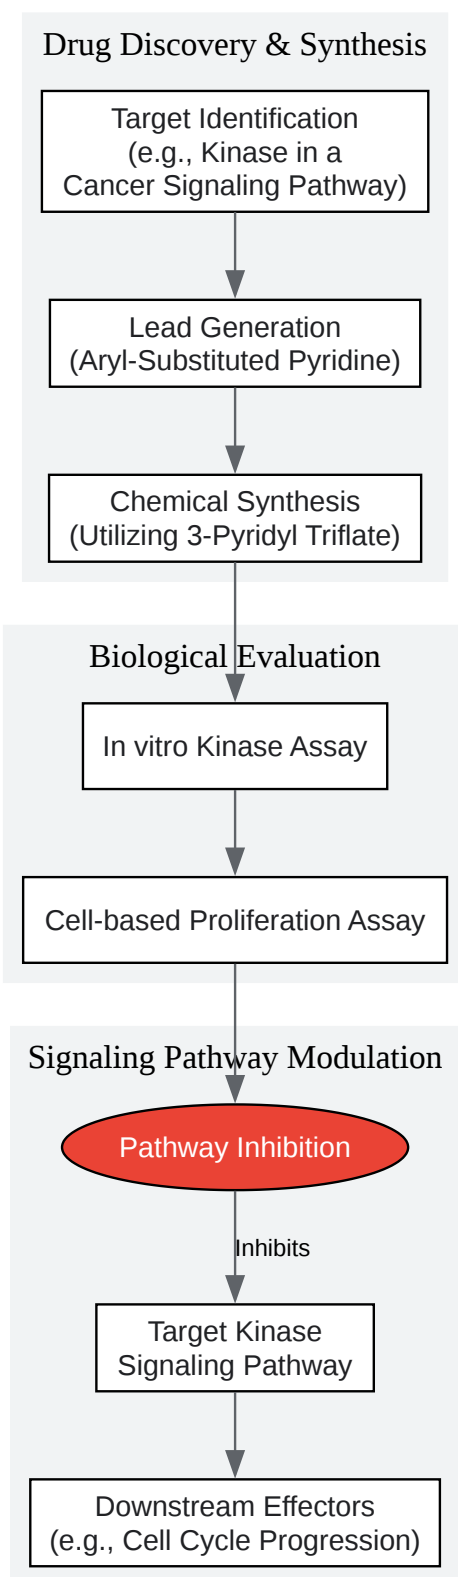 Drug Discovery & Synthesis
Target Identification
(e.g., Kinase in a
Cancer Signaling Pathway)
Lead Generation
(Aryl-Substituted Pyridine)
Chemical Synthesis
(Utilizing 3-Pyridyl Triflate)
Biological Evaluation
In vitro Kinase Assay
Cell-based Proliferation Assay
Signaling Pathway Modulation
Pathway Inhibition
Inhibits
Target Kinase
Signaling Pathway
Downstream Effectors
(e.g., Cell Cycle Progression)